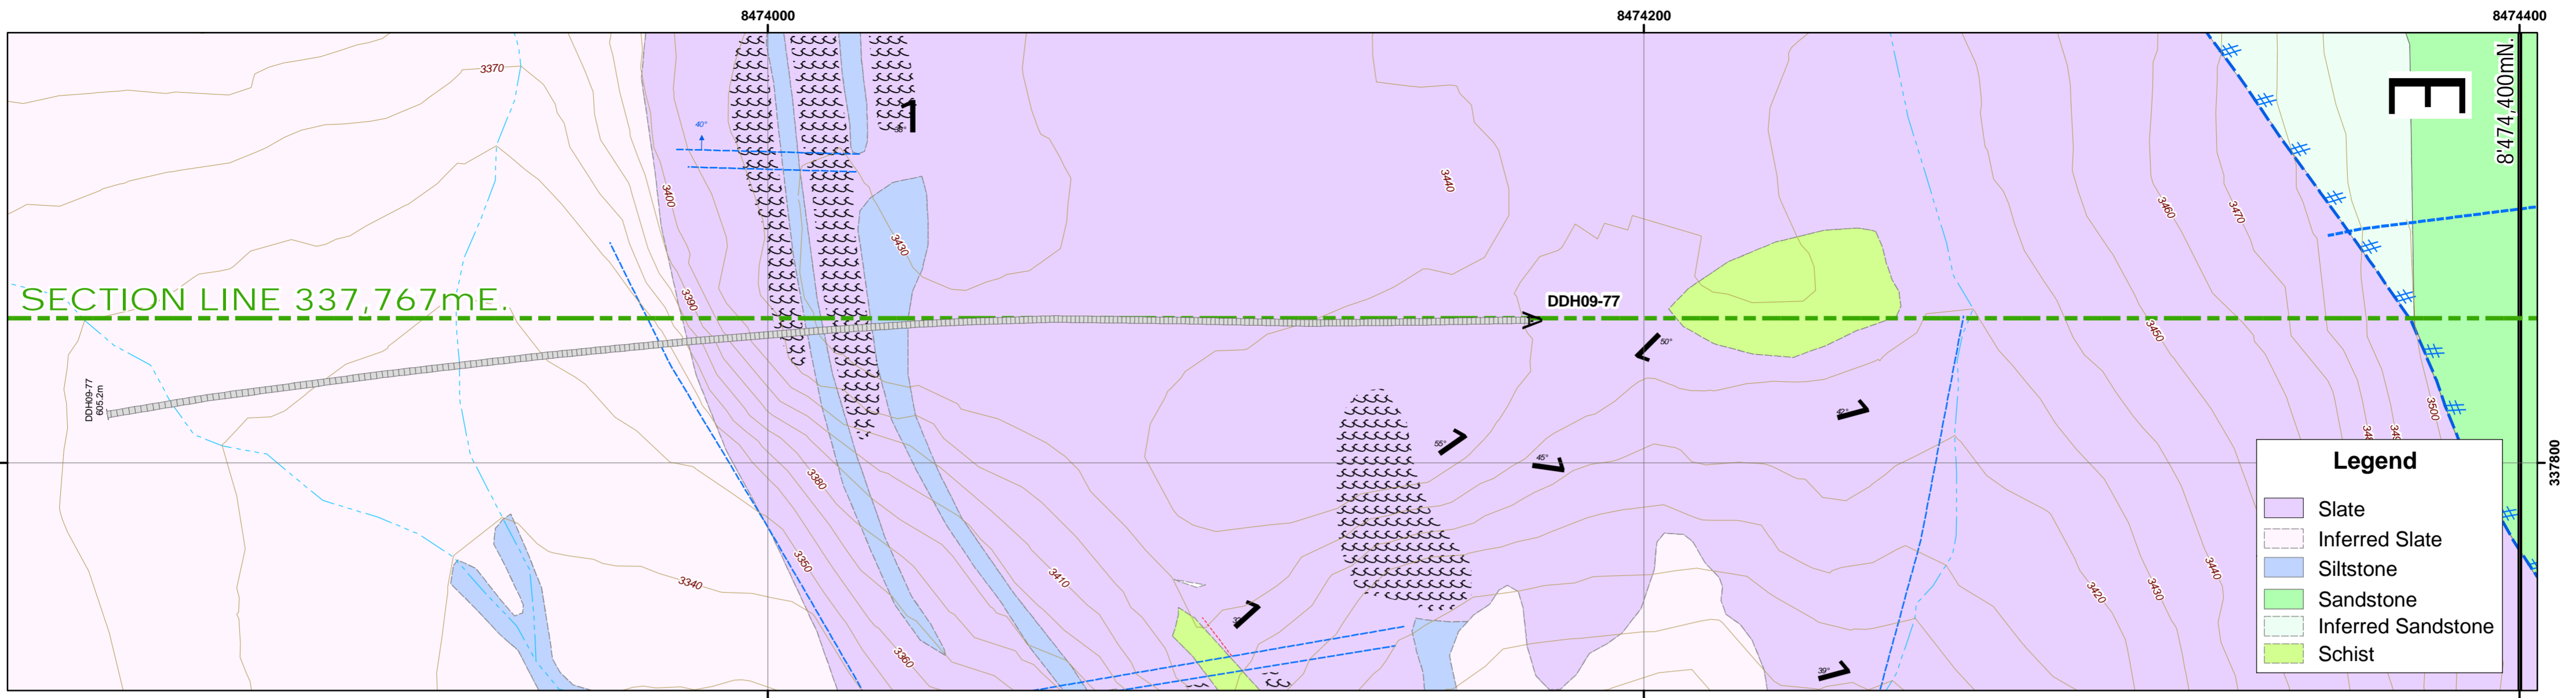 8474000
8474200
8474400
8'474,400mN.
E
3370
40°
3400
3440
3430
3460
3470
3390
SECTION LINE 337,767mE.
DDH09-77
50°
3450
DDH09-77
605.2m
42°
3500
55°
45°
337800
3380
3350
3340
3410
3360
3420
3430
3440
39°
Legend
Slate
Inferred Slate
Siltstone
Sandstone
Inferred Sandstone
Schist